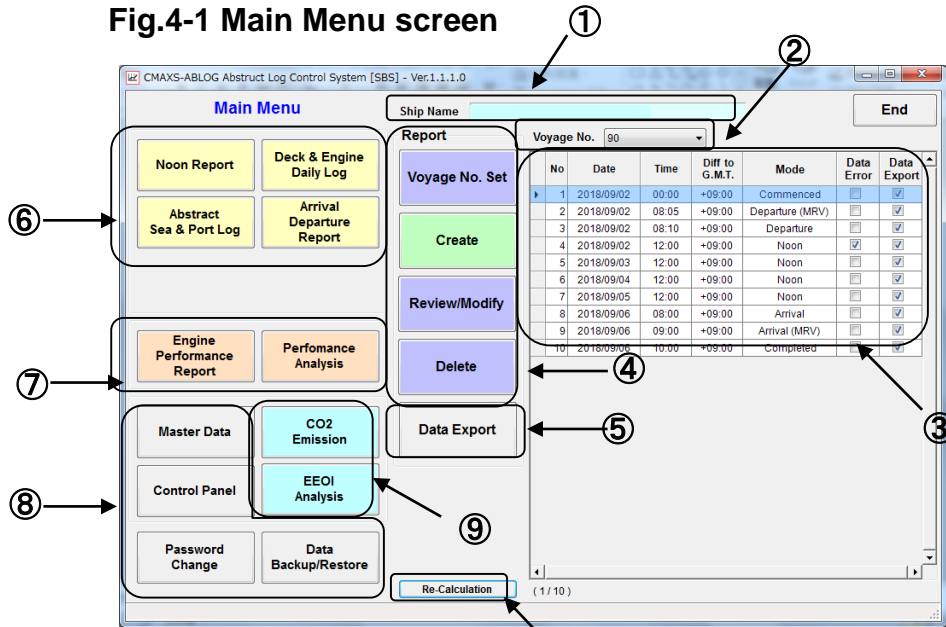 Fig.4-1 Main Menu screen
①
②
CMAXS-ABLOG Abstruct Log Control System [SBS] - Ver.1.1.1.0
Main Menu
Ship Name
End
Report
Voyage No. 90
Noon Report
Deck & Engine
Daily Log
Abstract
Sea & Port Log
Arrival
Departure
Report
⑥
Voyage No. Set
Create
Review/Modify
Delete
④
No Date Time Diff to G.M.T. Mode Data Error Data Export
1 2018/09/02 00:00 +09:00 Commenced
2 2018/09/02 08:05 +09:00 Departure (MRV)
3 2018/09/02 08:10 +09:00 Departure
4 2018/09/02 12:00 +09:00 Noon
5 2018/09/03 12:00 +09:00 Noon
6 2018/09/04 12:00 +09:00 Noon
7 2018/09/05 12:00 +09:00 Noon
8 2018/09/06 08:00 +09:00 Arrival
9 2018/09/06 09:00 +09:00 Arrival (MRV)
10 2018/09/06 10:00 +09:00 Completed
③
Engine
Performance
Report
Perfomance
Analysis
⑦
Data Export
⑤
Master Data
CO2
Emission
Control Panel
EEOI
Analysis
⑧
⑨
Password
Change
Data
Backup/Restore
Re-Calculation
( 1 / 10 )